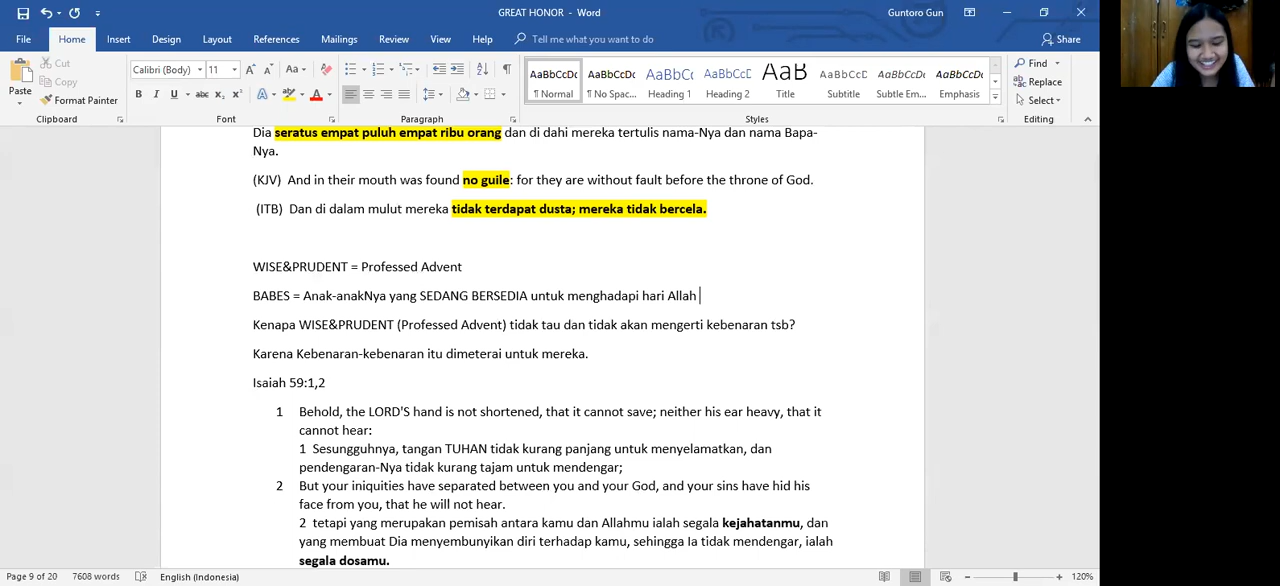 GREAT HONOR - Word
Guntoro Gun
File Home Insert Design Layout References Mailings Review View Help Tell me what you want to do Share
Paste Cut Copy Format Painter Clipboard
Calibri (Body) 11 Font
Paragraph
AaBbCcDc ¶ Normal AaBbCcDc ¶ No Spac... AaBbCc Heading 1 AaBbCcC Heading 2 AaB Title AaBbCcD Subtitle AaBbCcDc Subtle Em... AaBbCcDc Emphasis Styles
Find Replace Select Editing
Dia seratus empat puluh empat ribu orang dan di dahi mereka tertulis nama-Nya dan nama Bapa-
Nya.
(KJV) And in their mouth was found no guile: for they are without fault before the throne of God.
(ITB) Dan di dalam mulut mereka tidak terdapat dusta; mereka tidak bercela.
WISE&PRUDENT = Professed Advent
BABES = Anak-anakNya yang SEDANG BERSEDIA untuk menghadapi hari Allah
Kenapa WISE&PRUDENT (Professed Advent) tidak tau dan tidak akan mengerti kebenaran tsb?
Karena Kebenaran-kebenaran itu dimeterai untuk mereka.
Isaiah 59:1,2
1 Behold, the LORD'S hand is not shortened, that it cannot save; neither his ear heavy, that it
cannot hear:
1 Sesungguhnya, tangan TUHAN tidak kurang panjang untuk menyelamatkan, dan
pendengaran-Nya tidak kurang tajam untuk mendengar;
2 But your iniquities have separated between you and your God, and your sins have hid his
face from you, that he will not hear.
2 tetapi yang merupakan pemisah antara kamu dan Allahmu ialah segala kejahatanmu, dan
yang membuat Dia menyembunyikan diri terhadap kamu, sehingga Ia tidak mendengar, ialah
segala dosamu.
Page 9 of 20 7608 words English (Indonesia) 120%